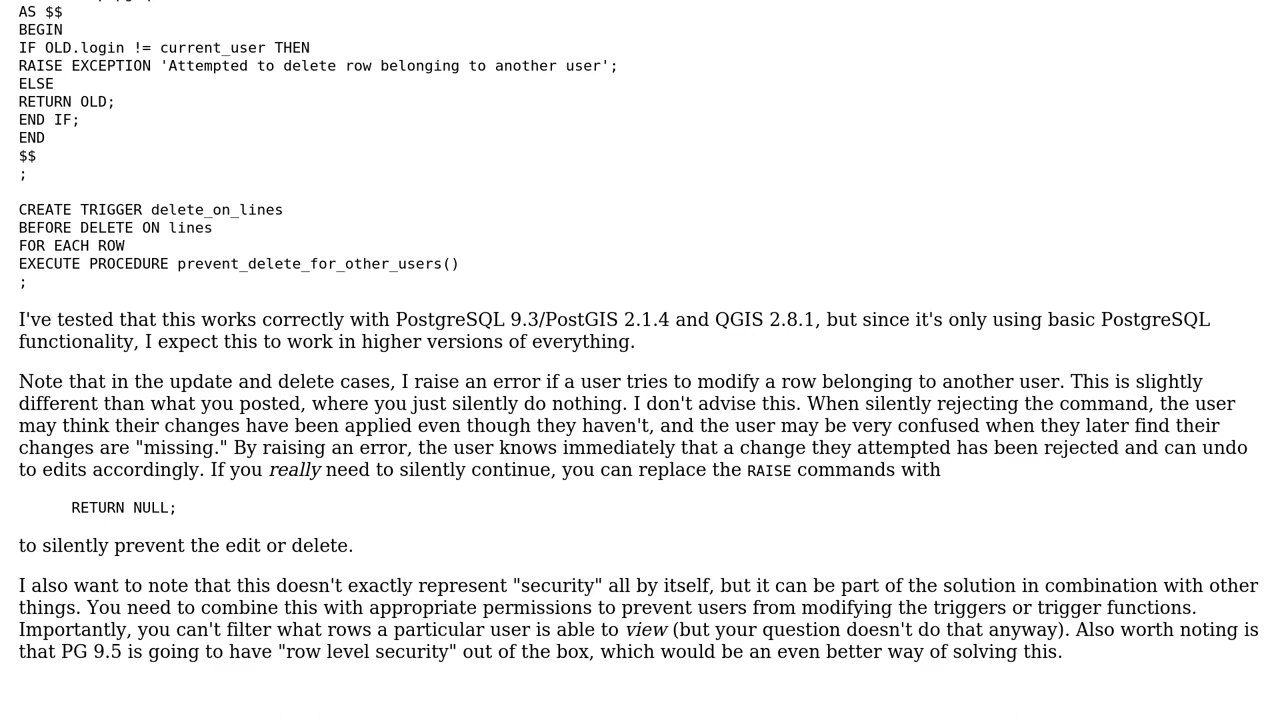 AS $$
BEGIN
IF OLD.login != current_user THEN
RAISE EXCEPTION 'Attempted to delete row belonging to another user';
ELSE
RETURN OLD;
END IF;
END
$$
;
CREATE TRIGGER delete_on_lines
BEFORE DELETE ON lines
FOR EACH ROW
EXECUTE PROCEDURE prevent_delete_for_other_users()
;
I've tested that this works correctly with PostgreSQL 9.3/PostGIS 2.1.4 and QGIS 2.8.1, but since it's only using basic PostgreSQL
functionality, I expect this to work in higher versions of everything.
Note that in the update and delete cases, I raise an error if a user tries to modify a row belonging to another user. This is slightly
different than what you posted, where you just silently do nothing. I don't advise this. When silently rejecting the command, the user
may think their changes have been applied even though they haven't, and the user may be very confused when they later find their
changes are "missing." By raising an error, the user knows immediately that a change they attempted has been rejected and can undo
to edits accordingly. If you really need to silently continue, you can replace the RAISE commands with
RETURN NULL;
to silently prevent the edit or delete.
I also want to note that this doesn't exactly represent "security" all by itself, but it can be part of the solution in combination with other
things. You need to combine this with appropriate permissions to prevent users from modifying the triggers or trigger functions.
Importantly, you can't filter what rows a particular user is able to view (but your question doesn't do that anyway). Also worth noting is
that PG 9.5 is going to have "row level security" out of the box, which would be an even better way of solving this.